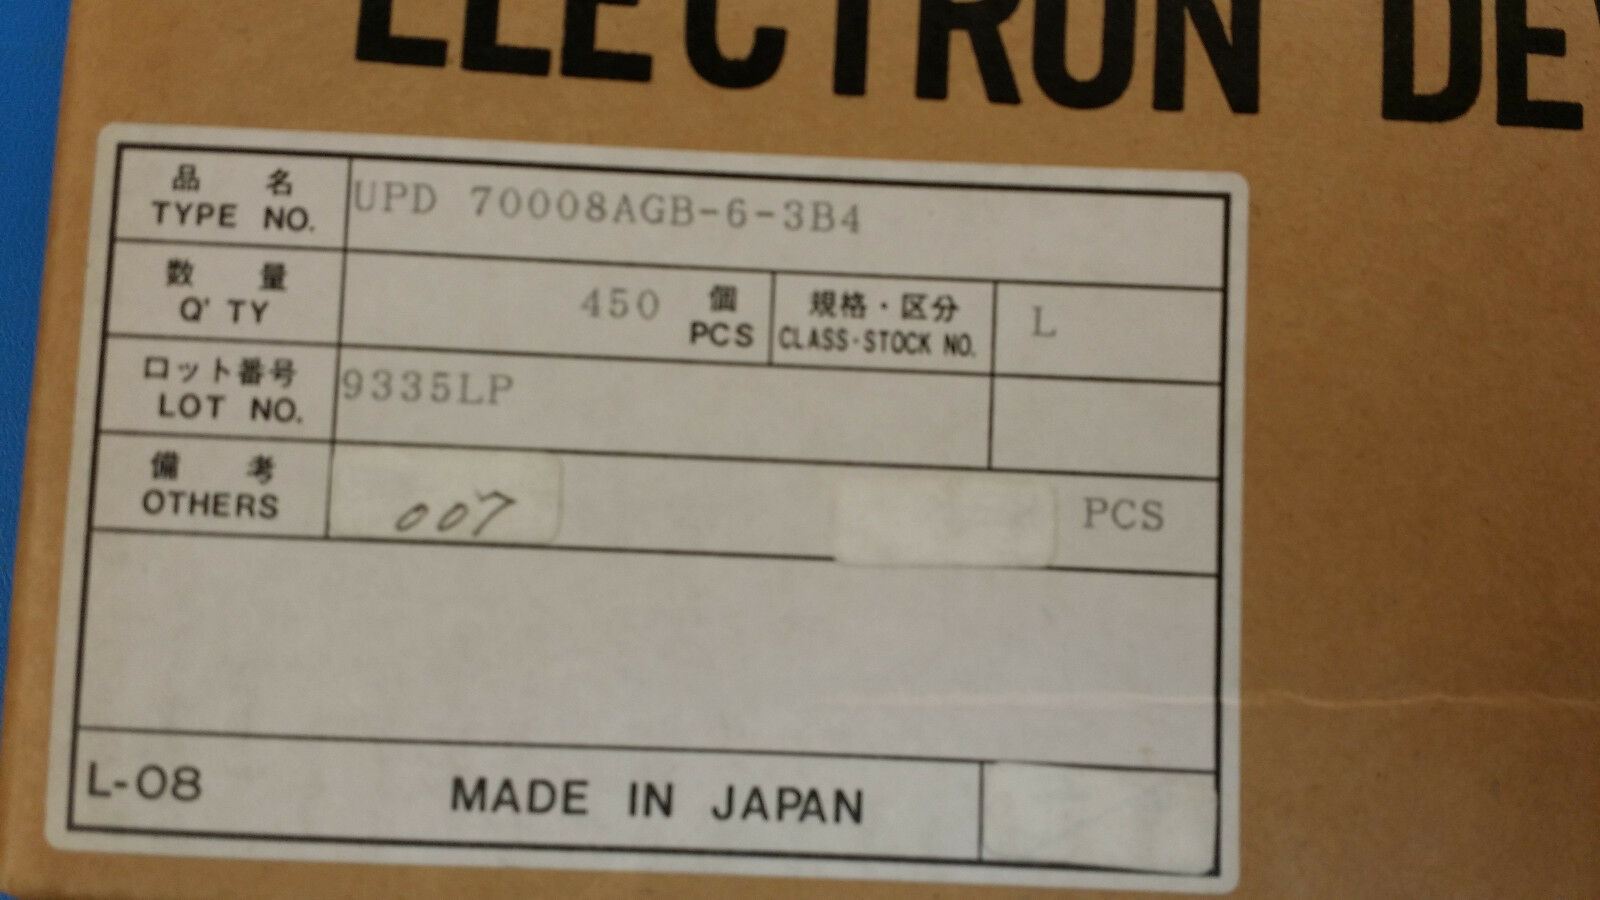 ELECTRON DE
品 名
TYPE NO.
UPD 70008AGB-6-3B4
数 量
Q'TY
450
個
PCS
規格・区分
CLASS·STOCK NO.
L
ロット番号
LOT NO.
9335LP
備 考
OTHERS
007
PCS
L-08
MADE IN JAPAN